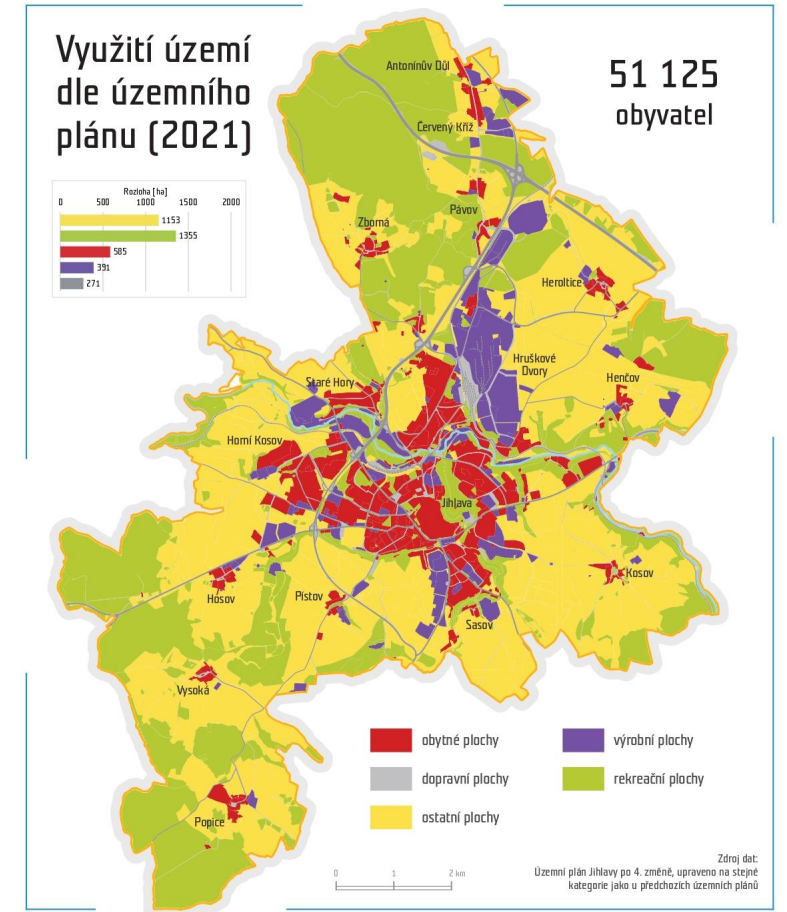 Využití území
dle územního
plánu (2021)
51 125
obyvatel
Rozloha [ha]
0 500 1000 1500 2000
1153
1355
585
391
271
Antonínův Důl
Červený Kříž
Pávov
Zborná
Heroltice
Hruškové
Dvory
Henčov
Staré Hory
Horní Kosov
Jihlava
Kosov
Hosov
Pístov
Sasov
Vysoká
Popice
obytné plochy
výrobní plochy
dopravní plochy
rekreační plochy
ostatní plochy
0 1 2 km
Zdroj dat:
Územní plán Jihlavy po 4. změně, upraveno na stejné
kategorie jako u předchozích územních plánů